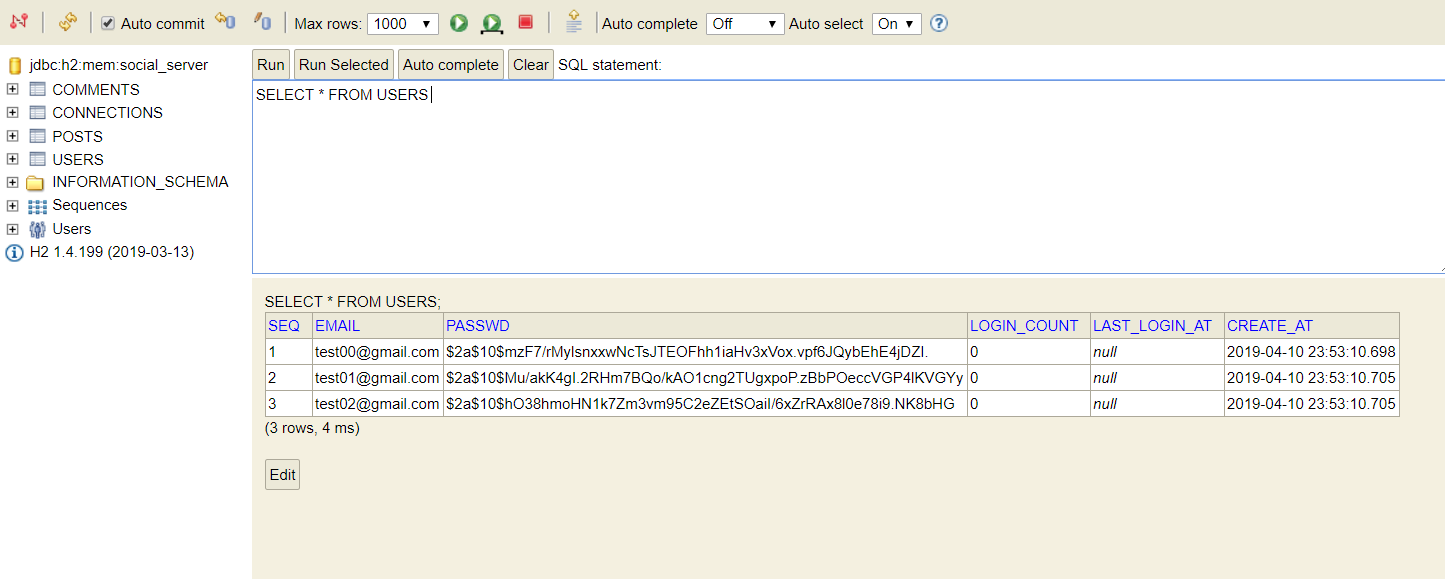 Auto commit Max rows: 1000 Auto complete Off Auto select On
jdbc:h2:mem:social_server
COMMENTS
CONNECTIONS
POSTS
USERS
INFORMATION_SCHEMA
Sequences
Users
H2 1.4.199 (2019-03-13)
Run Run Selected Auto complete Clear SQL statement:
SELECT * FROM USERS
SELECT * FROM USERS;
SEQ EMAIL PASSWD LOGIN_COUNT LAST_LOGIN_AT CREATE_AT
1 test00@gmail.com $2a$10$mzF7/rMylsnxxwNcTsJTEOFhh1iaHv3xVox.vpf6JQybEhE4jDZI. 0 null 2019-04-10 23:53:10.698
2 test01@gmail.com $2a$10$Mu/akK4gI.2RHm7BQo/kAO1cng2TUgxpoP.zBbPOeccVGP4lKVGYy 0 null 2019-04-10 23:53:10.705
3 test02@gmail.com $2a$10$hO38hmoHN1k7Zm3vm95C2eZEtSOail/6xZrRAx8l0e78i9.NK8bHG 0 null 2019-04-10 23:53:10.705
(3 rows, 4 ms)
Edit